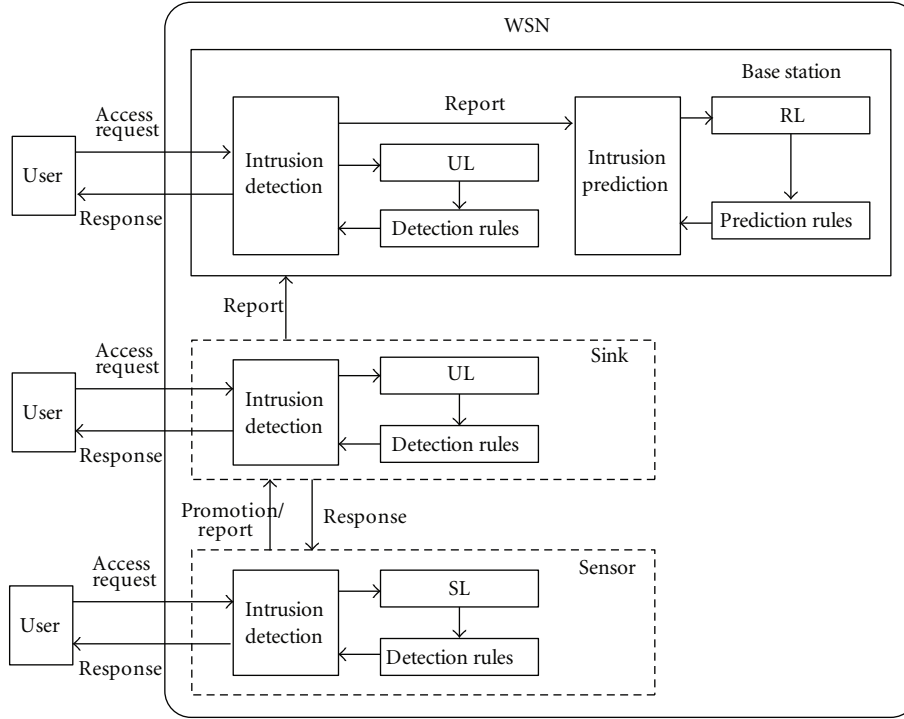 WSN
Base station
Access
request
User
Response
Intrusion
detection
Report
UL
Detection rules
Intrusion
prediction
RL
Prediction rules
Report
Sink
Access
request
User
Response
Intrusion
detection
UL
Detection rules
Promotion/
report
Response
Sensor
Access
request
User
Response
Intrusion
detection
SL
Detection rules